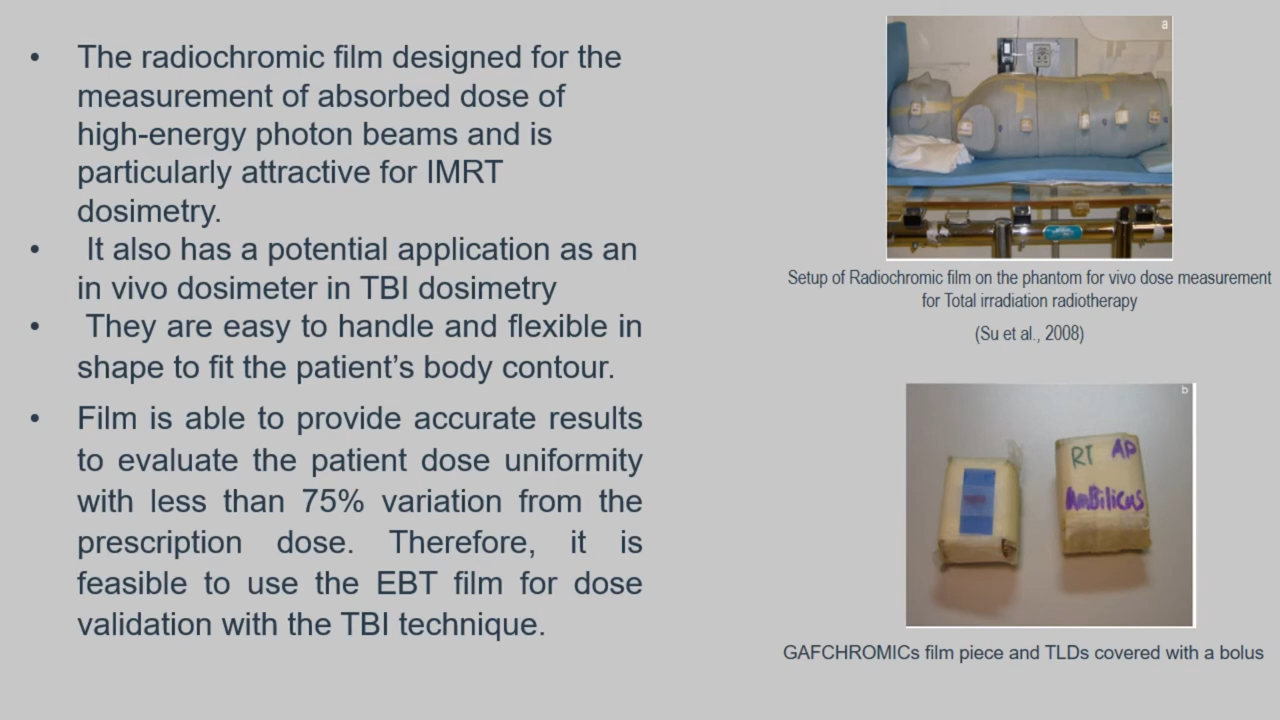 • The radiochromic film designed for the
measurement of absorbed dose of
high-energy photon beams and is
particularly attractive for IMRT
dosimetry.
• It also has a potential application as an
in vivo dosimeter in TBI dosimetry
• They are easy to handle and flexible in
shape to fit the patient’s body contour.
• Film is able to provide accurate results
to evaluate the patient dose uniformity
with less than 75% variation from the
prescription dose. Therefore, it is
feasible to use the EBT film for dose
validation with the TBI technique.
a
Setup of Radiochromic film on the phantom for vivo dose measurement
for Total irradiation radiotherapy
(Su et al., 2008)
b
RT AP
UmBilicus
GAFCHROMICs film piece and TLDs covered with a bolus